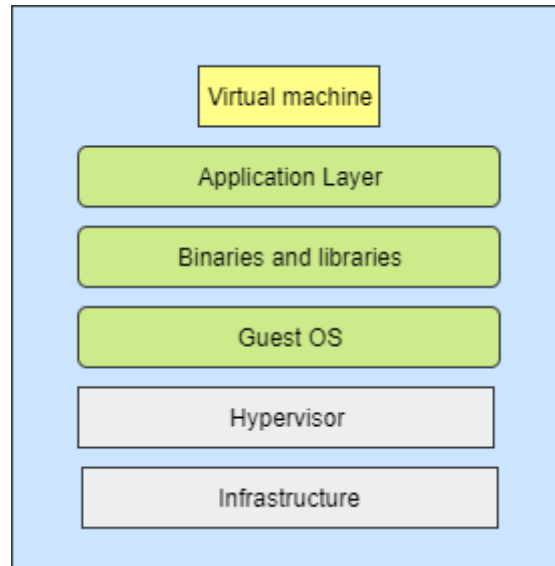 Virtual machine
Application Layer
Binaries and libraries
Guest OS
Hypervisor
Infrastructure